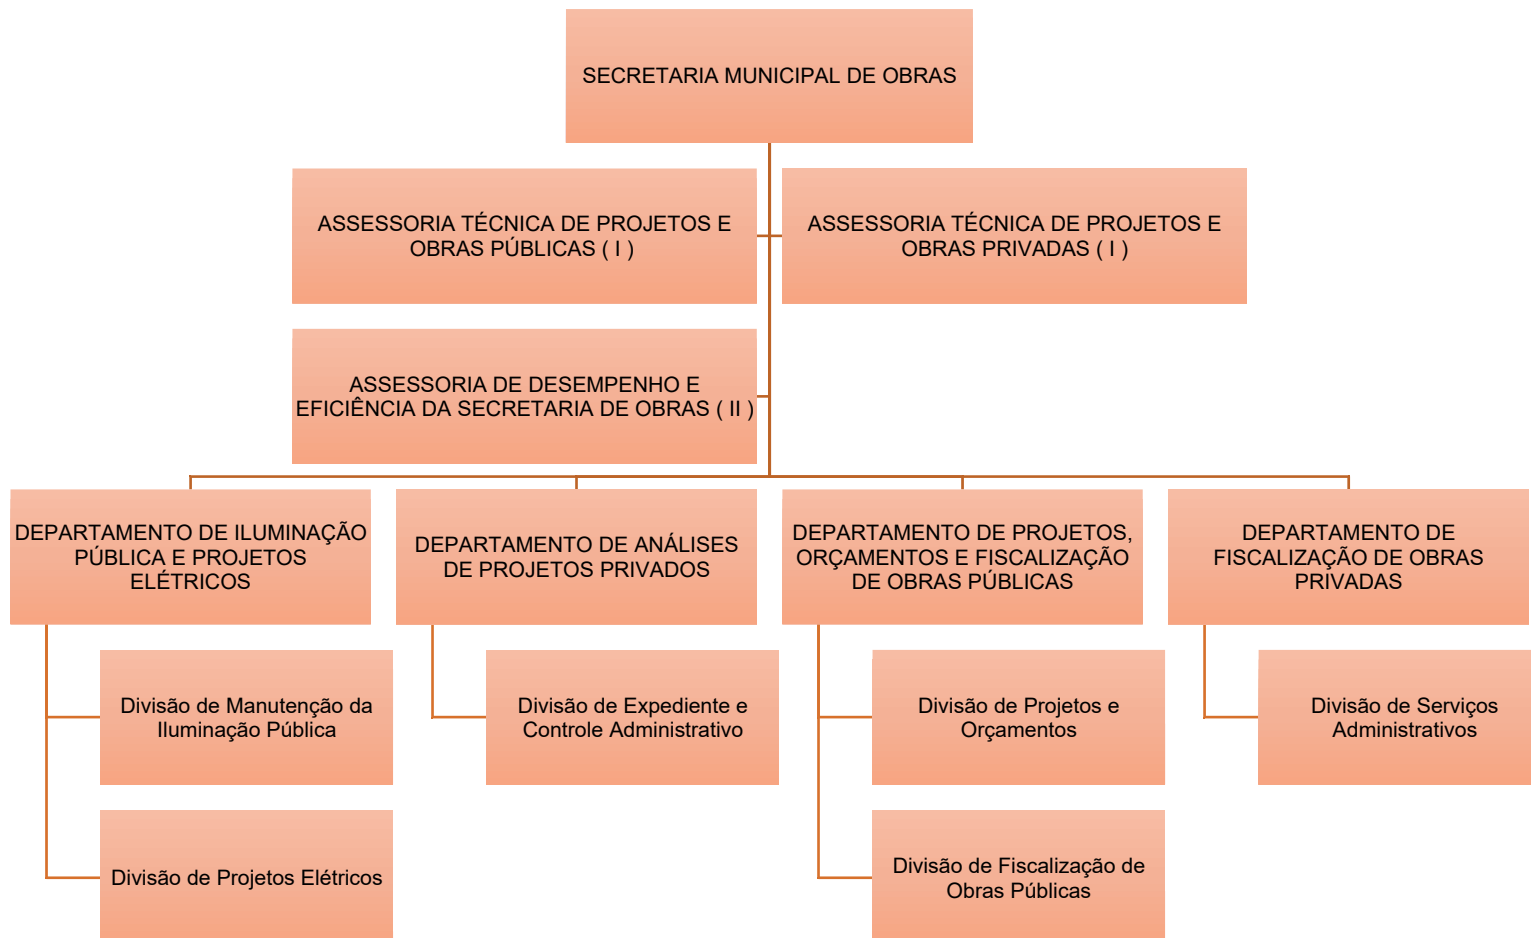 SECRETARIA MUNICIPAL DE OBRAS
ASSESSORIA TÉCNICA DE PROJETOS E
OBRAS PÚBLICAS ( I )
ASSESSORIA TÉCNICA DE PROJETOS E
OBRAS PRIVADAS ( I )
ASSESSORIA DE DESEMPENHO E
EFICIÊNCIA DA SECRETARIA DE OBRAS ( II )
DEPARTAMENTO DE ILUMINAÇÃO
PÚBLICA E PROJETOS
ELÉTRICOS
DEPARTAMENTO DE ANÁLISES
DE PROJETOS PRIVADOS
DEPARTAMENTO DE PROJETOS,
ORÇAMENTOS E FISCALIZAÇÃO
DE OBRAS PÚBLICAS
DEPARTAMENTO DE
FISCALIZAÇÃO DE OBRAS
PRIVADAS
Divisão de Manutenção da
Iluminação Pública
Divisão de Expediente e
Controle Administrativo
Divisão de Projetos e
Orçamentos
Divisão de Serviços
Administrativos
Divisão de Projetos Elétricos
Divisão de Fiscalização de
Obras Públicas